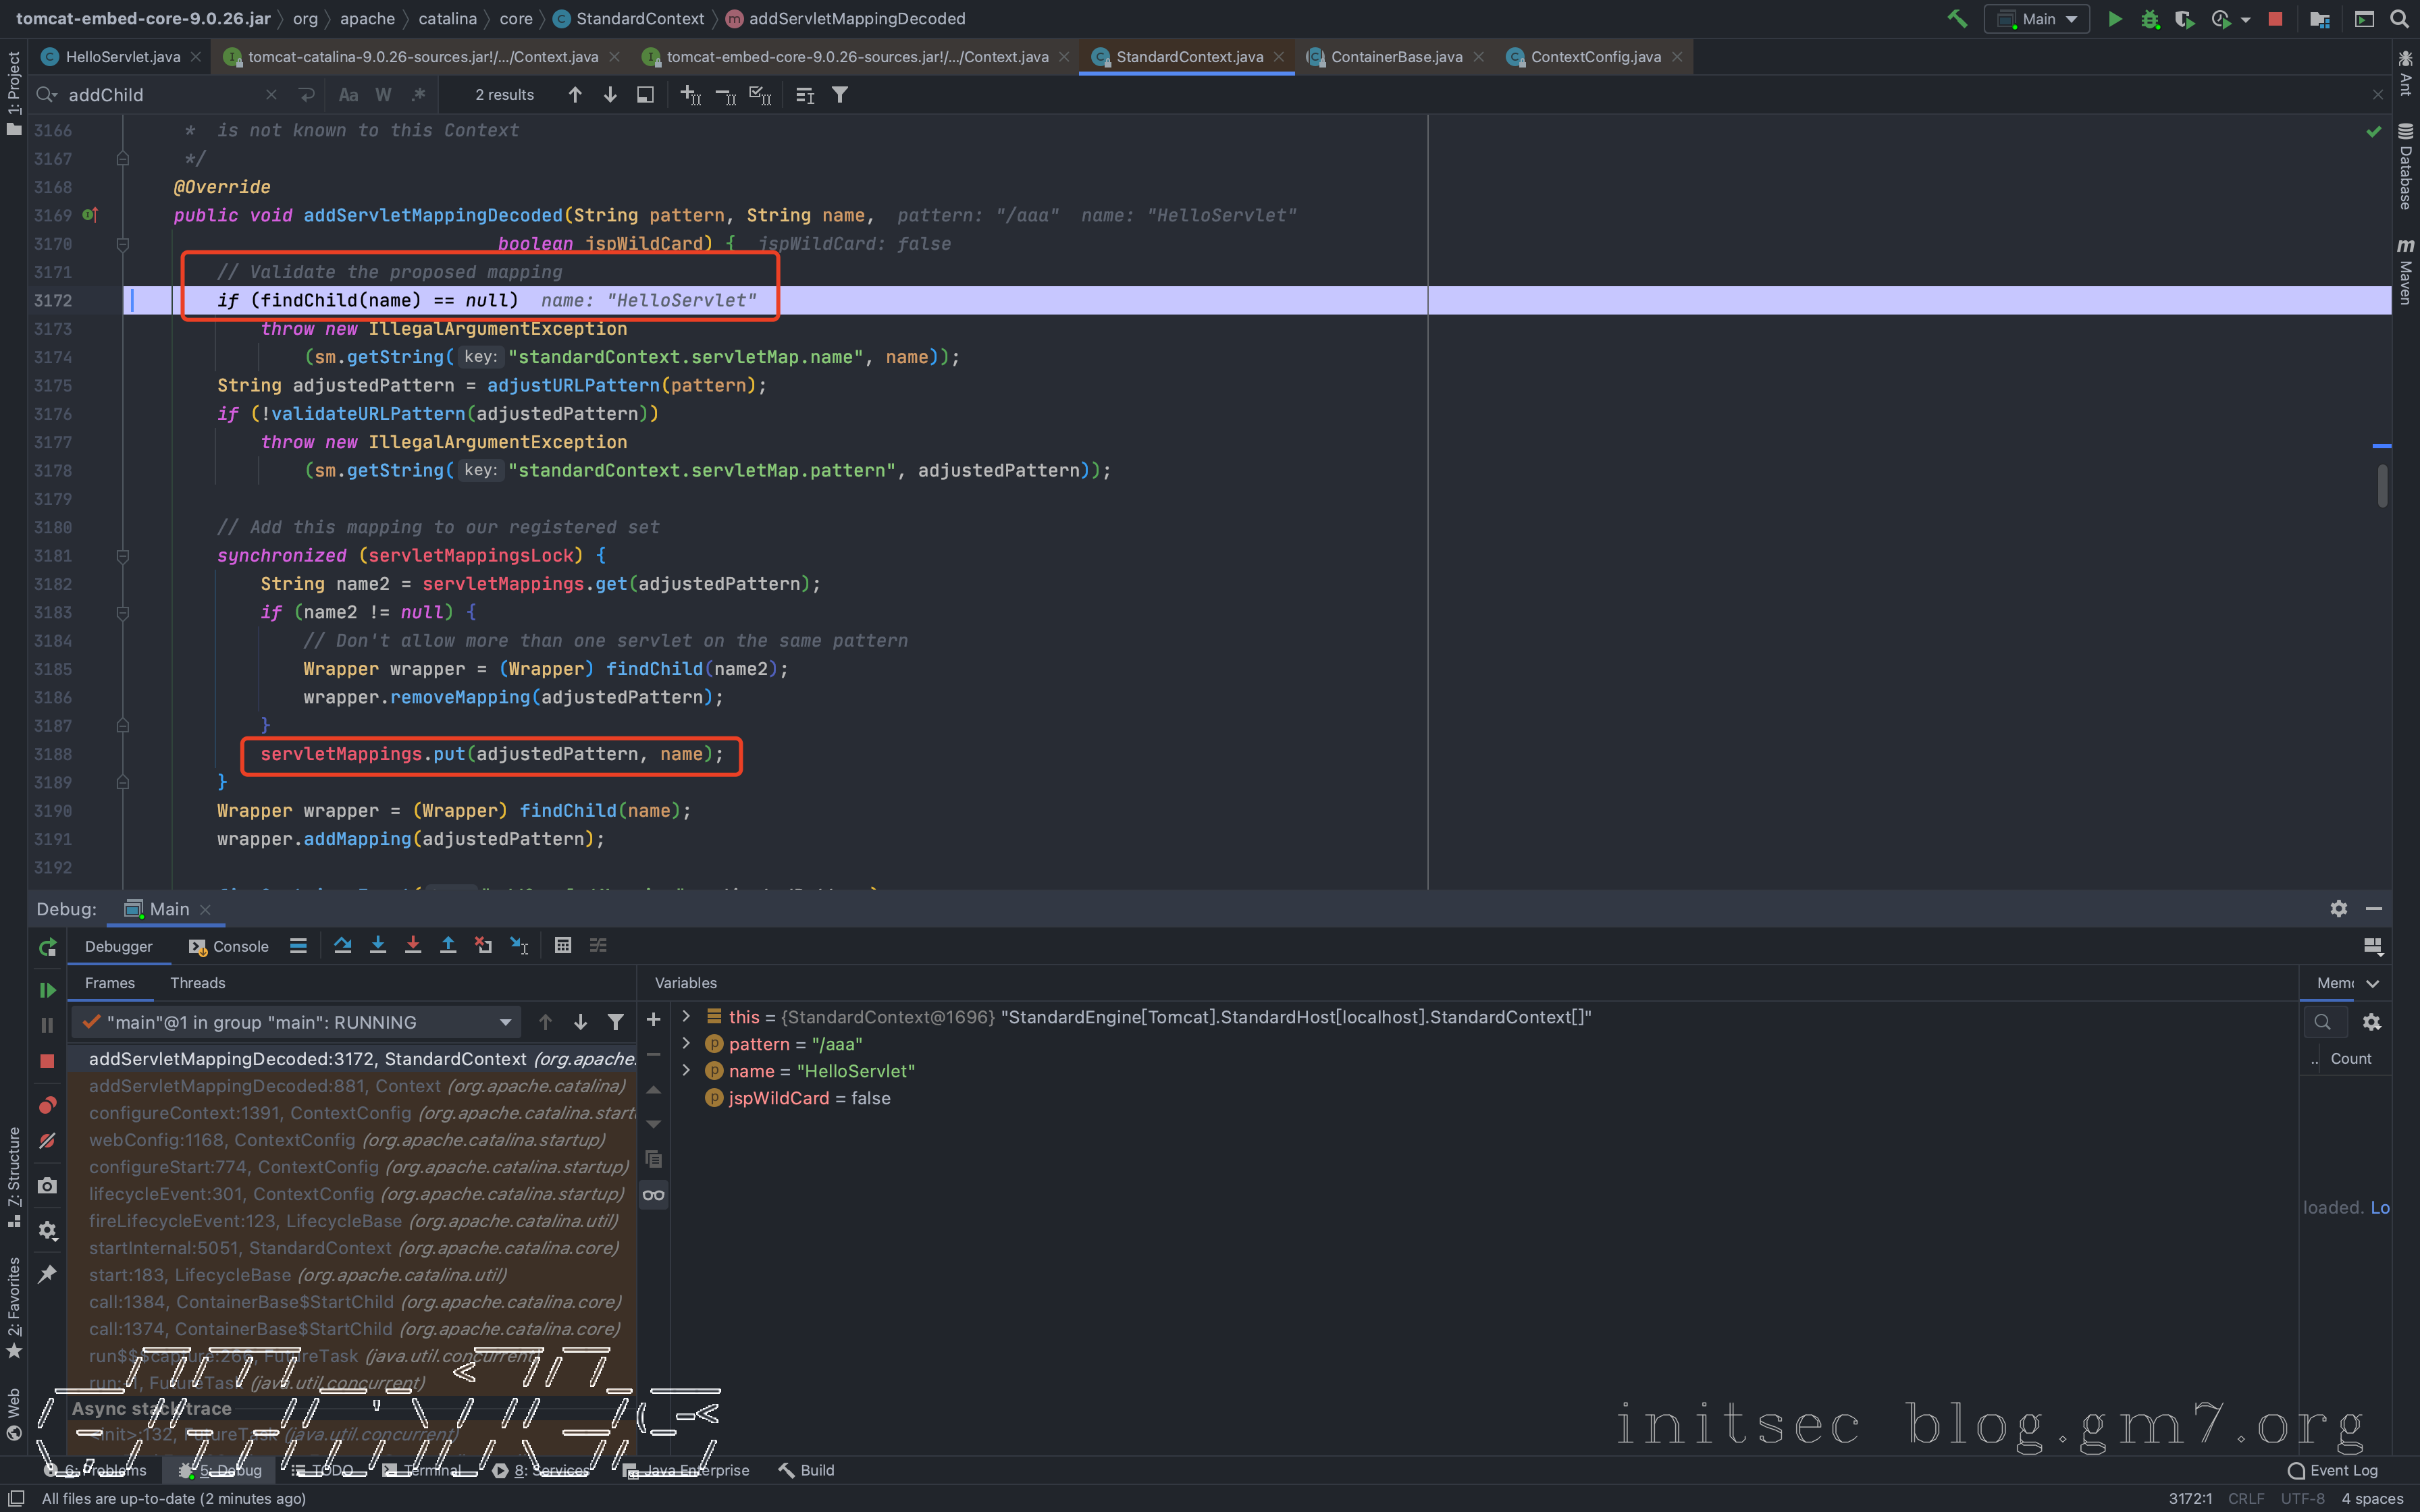 tomcat-embed-core-9.0.26.jar 〉 org 〉 apache 〉 catalina 〉 core 〉 StandardContext 〉 addServletMappingDecoded
Main
HelloServlet.java
tomcat-catalina-9.0.26-sources.jar!/.../Context.java
tomcat-embed-core-9.0.26-sources.jar!/.../Context.java
StandardContext.java
ContainerBase.java
ContextConfig.java
addChild
Aa W .*
2 results
3166 * is not known to this Context
3167 */
3168 @Override
3169 public void addServletMappingDecoded(String pattern, String name, pattern: "/aaa" name: "HelloServlet"
3170 boolean jspWildCard) { jspWildCard: false
3171 // Validate the proposed mapping
3172 if (findChild(name) == null) name: "HelloServlet"
3173 throw new IllegalArgumentException
3174 (sm.getString( key: "standardContext.servletMap.name", name));
3175 String adjustedPattern = adjustURLPattern(pattern);
3176 if (!validateURLPattern(adjustedPattern))
3177 throw new IllegalArgumentException
3178 (sm.getString( key: "standardContext.servletMap.pattern", adjustedPattern));
3179
3180 // Add this mapping to our registered set
3181 synchronized (servletMappingsLock) {
3182 String name2 = servletMappings.get(adjustedPattern);
3183 if (name2 != null) {
3184 // Don't allow more than one servlet on the same pattern
3185 Wrapper wrapper = (Wrapper) findChild(name2);
3186 wrapper.removeMapping(adjustedPattern);
3187 }
3188 servletMappings.put(adjustedPattern, name);
3189 }
3190 Wrapper wrapper = (Wrapper) findChild(name);
3191 wrapper.addMapping(adjustedPattern);
3192
1: Project
Z: Structure
2: Favorites
Web
Ant
Database
m Maven
Debug: Main
Debugger Console
Frames Threads
Variables
Mem
"main"@1 in group "main": RUNNING
addServletMappingDecoded:3172, StandardContext (org.apache.
addServletMappingDecoded:881, Context (org.apache.catalina)
configureContext:1391, ContextConfig (org.apache.catalina.start
webConfig:1168, ContextConfig (org.apache.catalina.startup)
configureStart:774, ContextConfig (org.apache.catalina.startup)
lifecycleEvent:301, ContextConfig (org.apache.catalina.startup)
fireLifecycleEvent:123, LifecycleBase (org.apache.catalina.util)
startInternal:5051, StandardContext (org.apache.catalina.core)
start:183, LifecycleBase (org.apache.catalina.util)
call:1384, ContainerBase$StartChild (org.apache.catalina.core)
call:1374, ContainerBase$StartChild (org.apache.catalina.core)
run$$$capture:266, FutureTask (java.util.concurrent)
run:-1, FutureTask (java.util.concurrent)
Async stack trace
<init>:132, FutureTask (java.util.concurrent)
this = {StandardContext@1696} "StandardEngine[Tomcat].StandardHost[localhost].StandardContext[]"
pattern = "/aaa"
name = "HelloServlet"
jspWildCard = false
.. Count
loaded. Lo
initsec blog.gm7.org
6: Problems 5: Debug TODO Terminal 8: Services Java Enterprise Build Event Log
All files are up-to-date (2 minutes ago) 3172:1 CRLF UTF-8 4 spaces